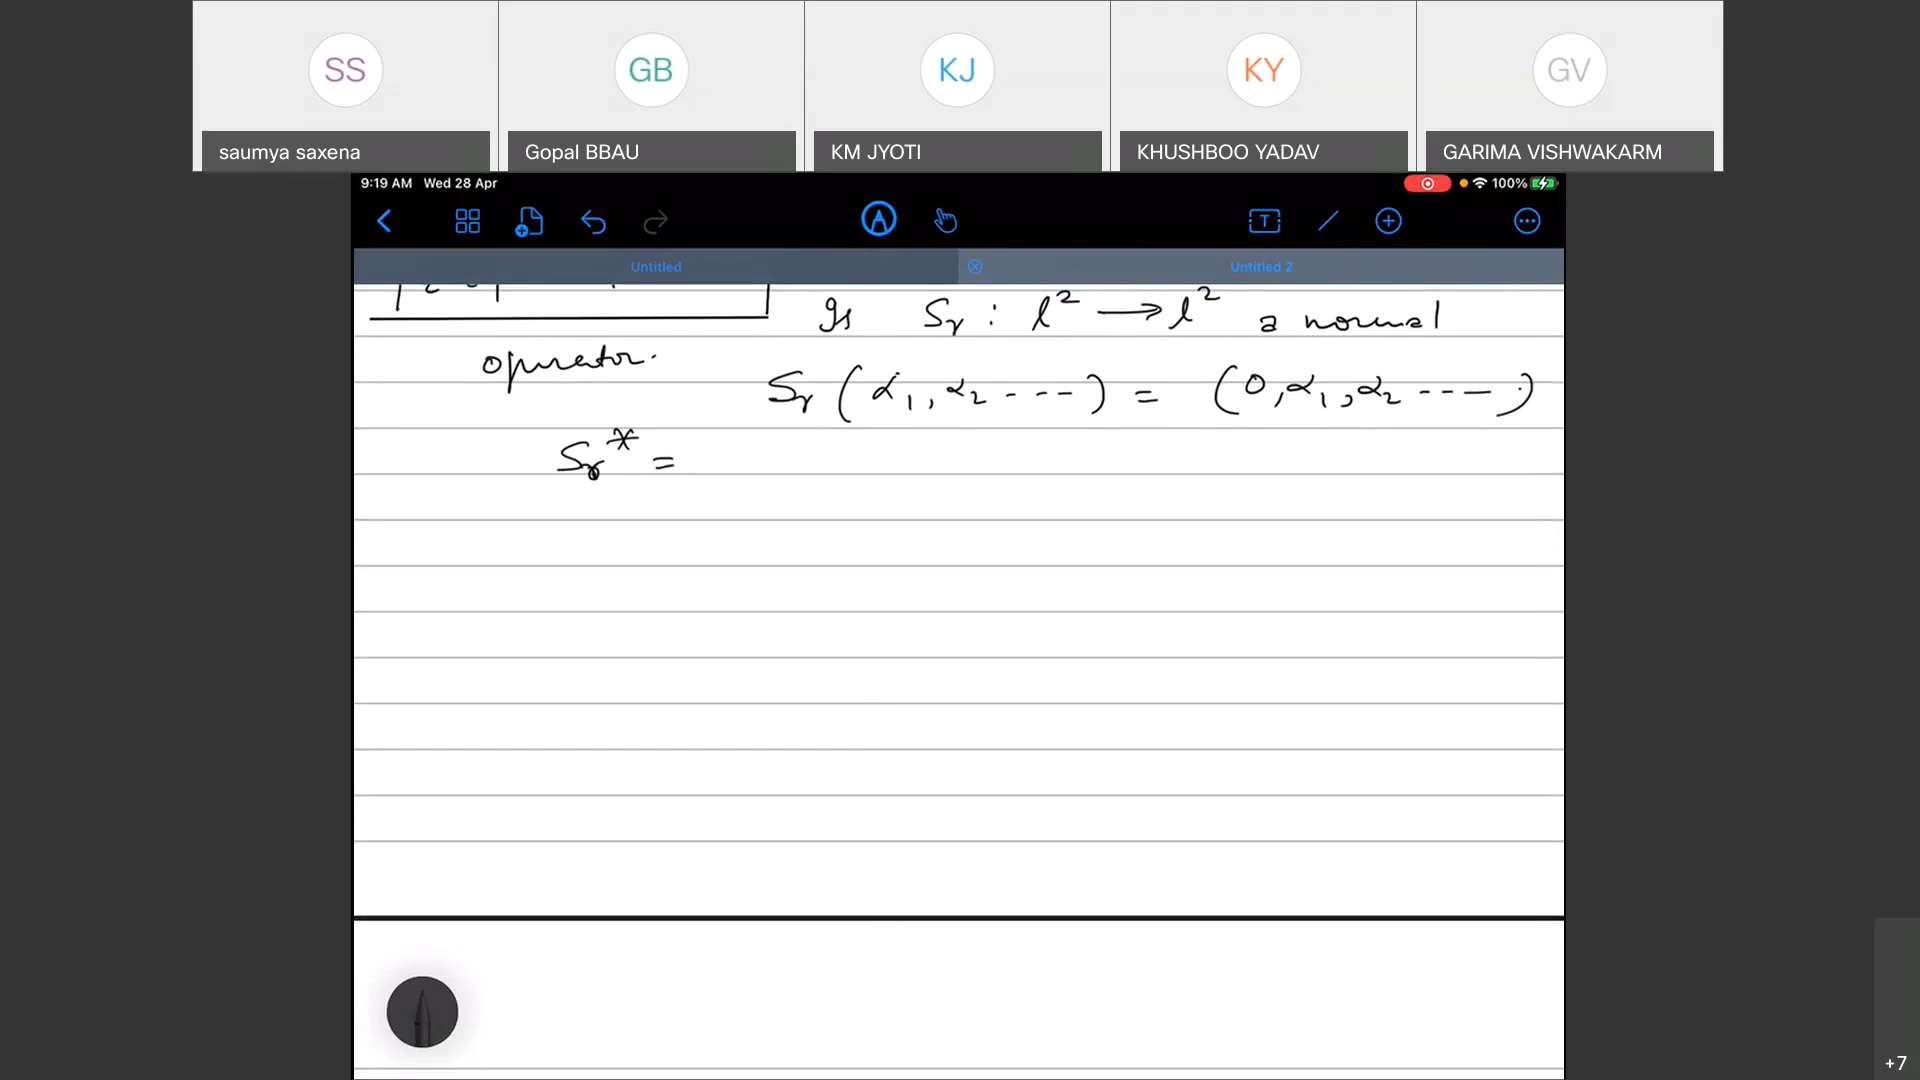 SS GB KJ KY GV
saumya saxena Gopal BBAU KM JYOTI KHUSHBOO YADAV GARIMA VISHWAKARM
9:19 AM Wed 28 Apr 100%
T
Untitled Untitled 2
Is Sr : l² → l² a normal
operator.
Sr (α₁, α₂ ----) = (0, α₁, α₂ ----)
Sr* =
+7